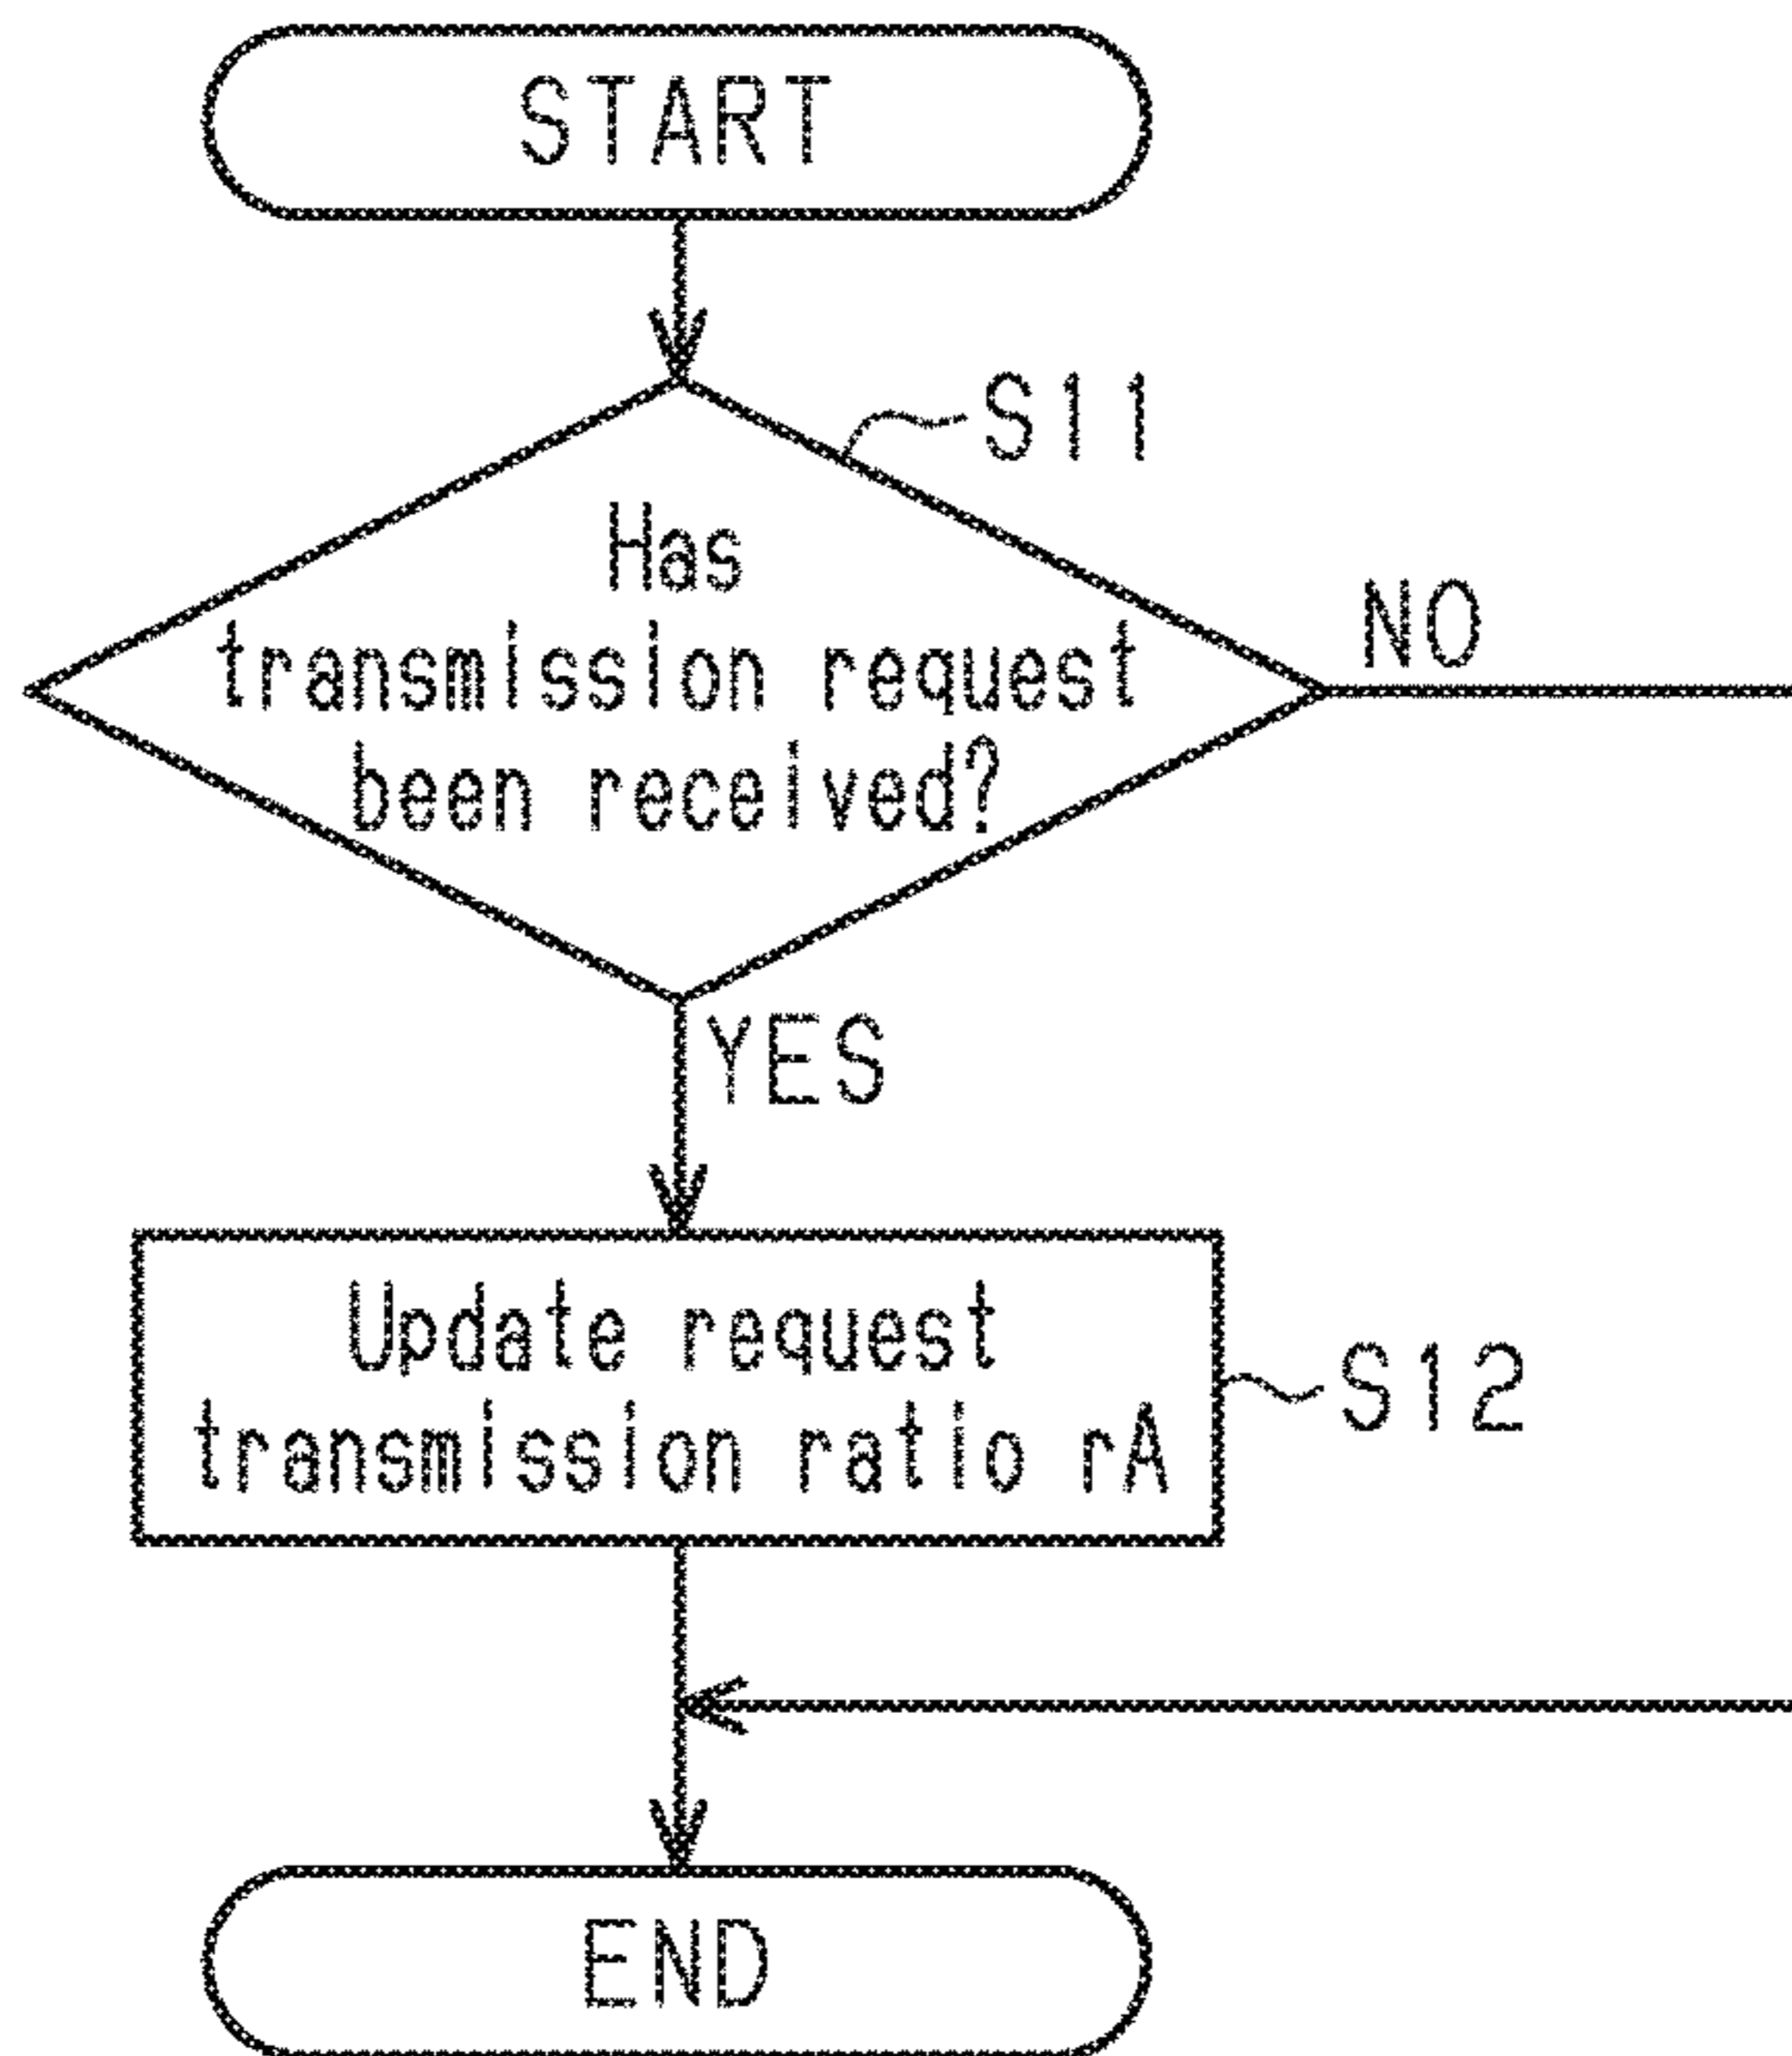 START
S11
Has
transmission request
been received?
NO
YES
Update request
transmission ratio rA
S12
END